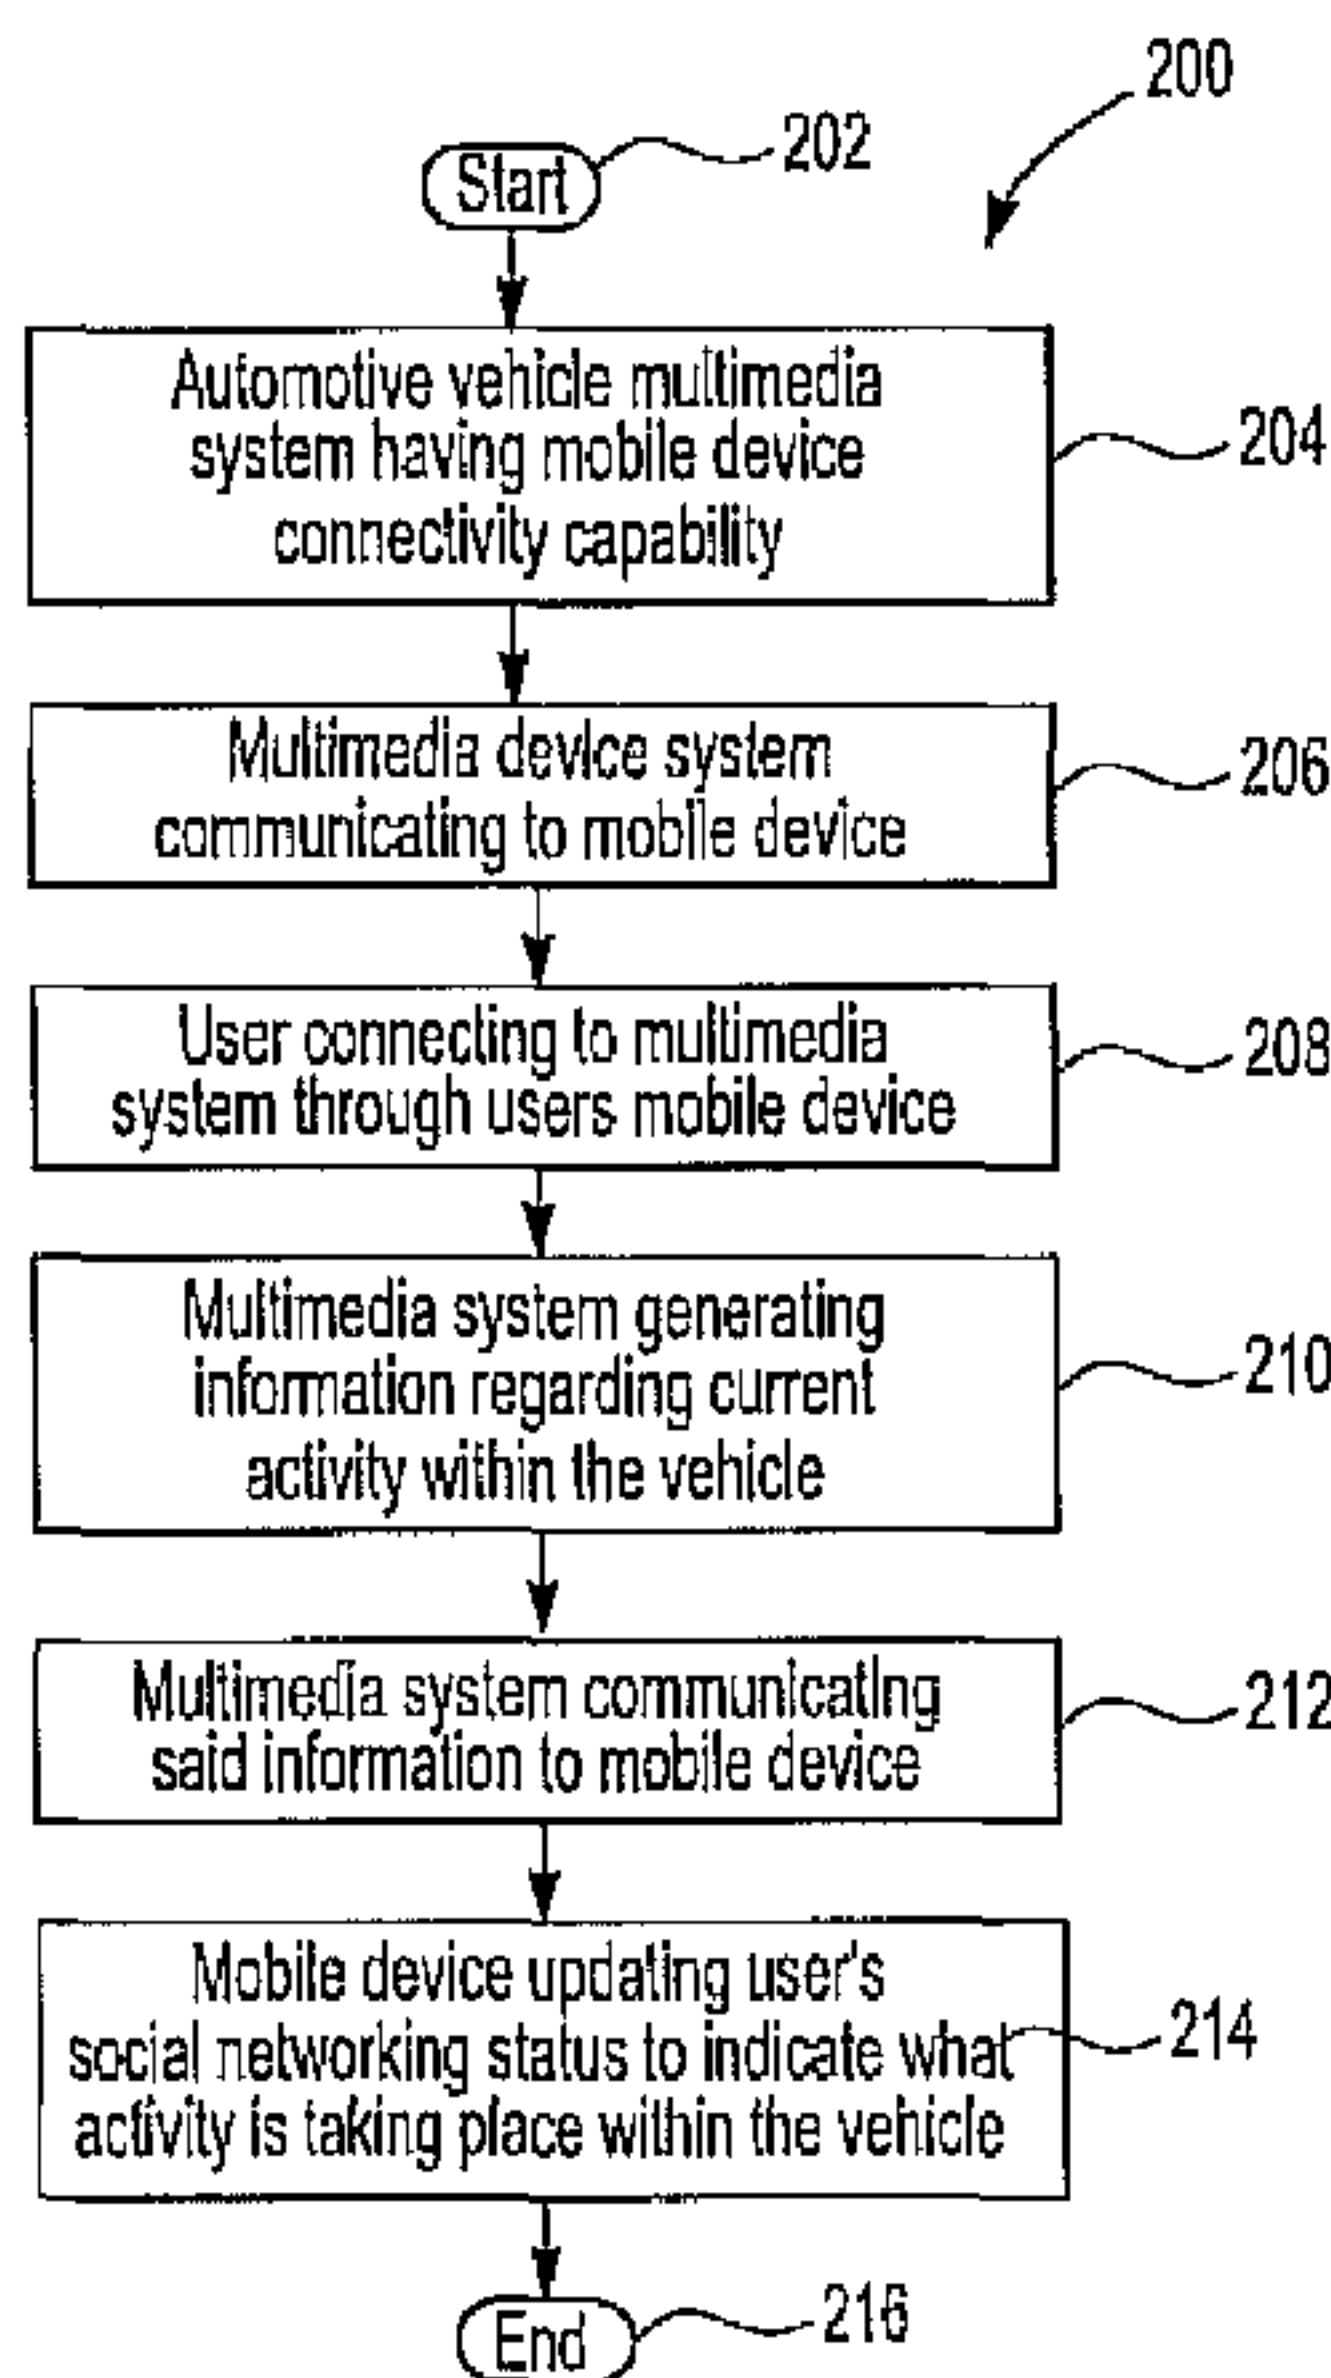 200
Start
202
Automotive vehicle multimedia
system having mobile device
connectivity capability
204
Multimedia device system
communicating to mobile device
206
User connecting to multimedia
system through users mobile device
208
Multimedia system generating
information regarding current
activity within the vehicle
210
Multimedia system communicating
said information to mobile device
212
Mobile device updating user's
social networking status to indicate what
activity is taking place within the vehicle
214
End
216